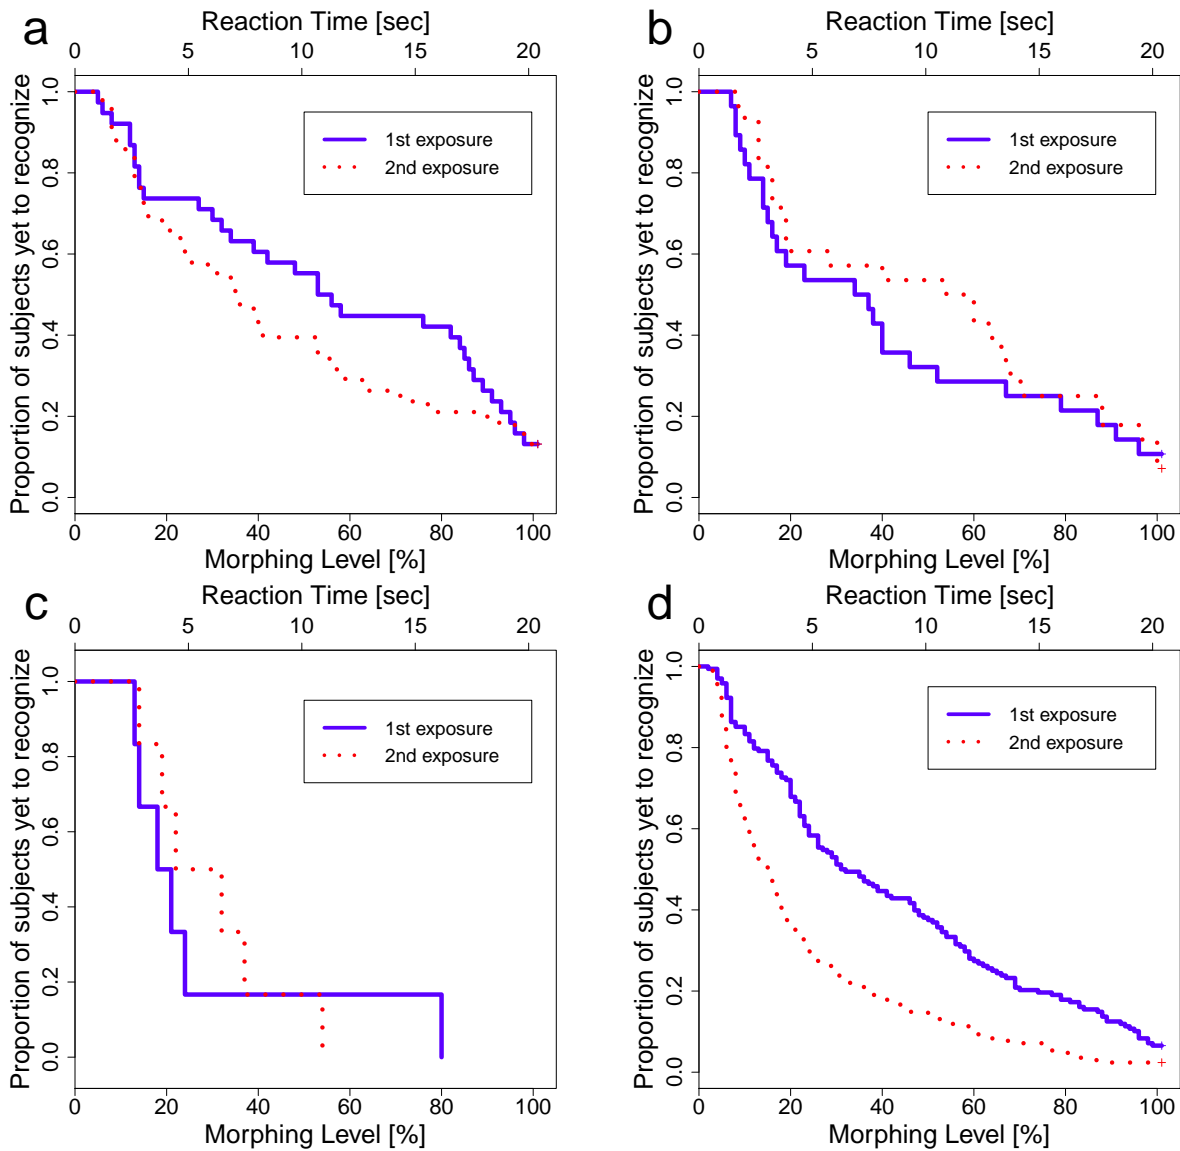 a
Reaction Time [sec]
0 5 10 15 20
Proportion of subjects yet to recognize
1.0
0.8
0.6
0.4
0.2
0.0
1st exposure
2nd exposure
0 20 40 60 80 100
Morphing Level [%]
b
Reaction Time [sec]
0 5 10 15 20
Proportion of subjects yet to recognize
1.0
0.8
0.6
0.4
0.2
0.0
1st exposure
2nd exposure
0 20 40 60 80 100
Morphing Level [%]
c
Reaction Time [sec]
0 5 10 15 20
Proportion of subjects yet to recognize
1.0
0.8
0.6
0.4
0.2
0.0
1st exposure
2nd exposure
0 20 40 60 80 100
Morphing Level [%]
d
Reaction Time [sec]
0 5 10 15 20
Proportion of subjects yet to recognize
1.0
0.8
0.6
0.4
0.2
0.0
1st exposure
2nd exposure
0 20 40 60 80 100
Morphing Level [%]